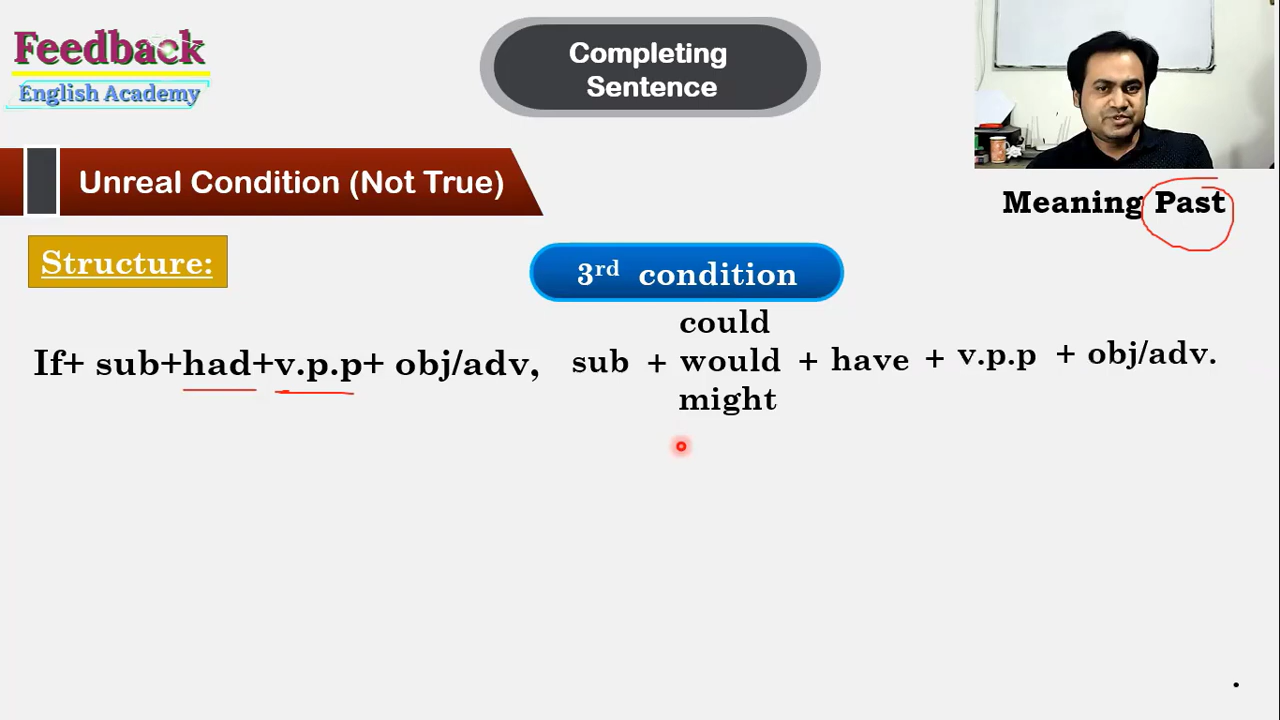 Feedback
English Academy
Completing
Sentence
Unreal Condition (Not True)
Meaning Past
Structure:
3rd condition
could
If+ sub+had+v.p.p+ obj/adv, sub + would + have + v.p.p + obj/adv.
might
.